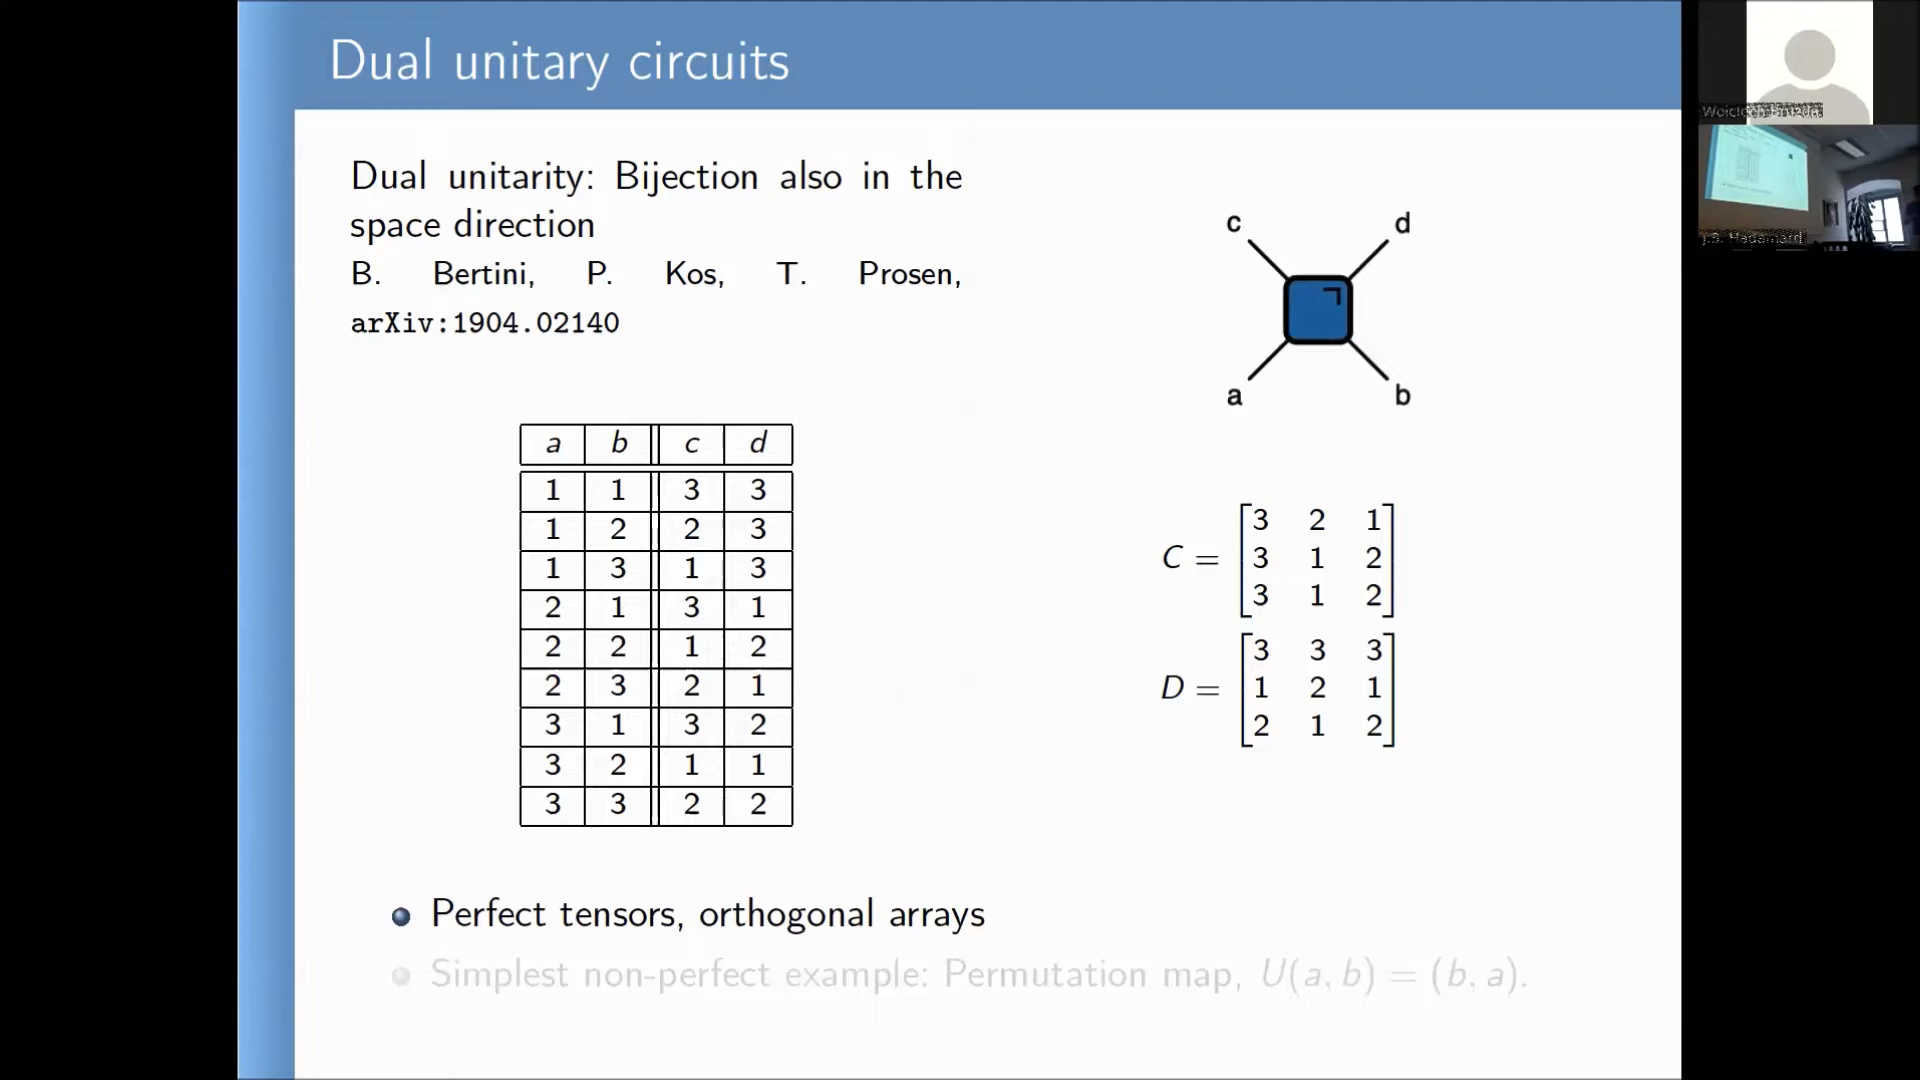 Dual unitary circuits
Dual unitarity: Bijection also in the
space direction
B. Bertini, P. Kos, T. Prosen,
arXiv:1904.02140
c d
a b
a b c d
1 1 3 3
1 2 2 3
1 3 1 3
2 1 3 1
2 2 1 2
2 3 2 1
3 1 3 2
3 2 1 1
3 3 2 2
C = [3 2 1
3 1 2
3 1 2]
D = [3 3 3
1 2 1
2 1 2]
Perfect tensors, orthogonal arrays
Simplest non-perfect example: Permutation map, U(a, b) = (b, a).